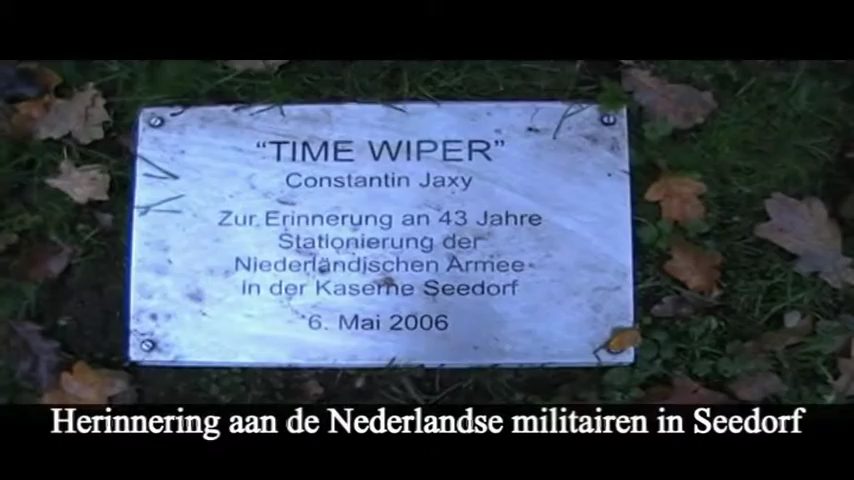 "TIME WIPER"
Constantin Jaxy
Zur Erinnerung an 43 Jahre
Stationierung der
Niederländischen Armee
in der Kaserne Seedorf
6. Mai 2006
Herinnering aan de Nederlandse militairen in Seedorf